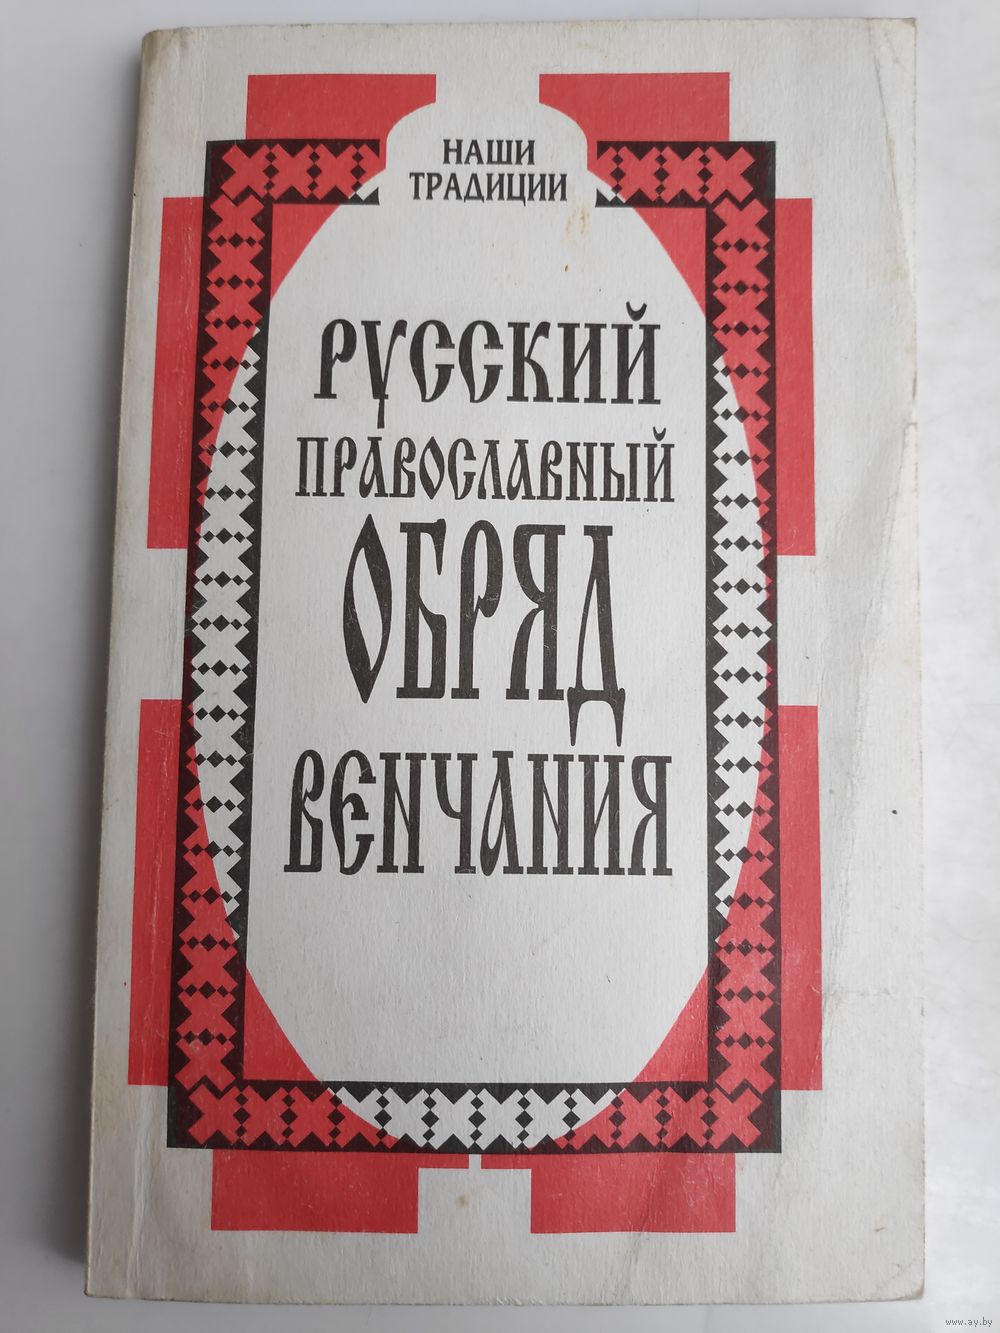 НАШИ
ТРАДИЦИИ
РУССКИЙ
ПРАВОСЛАВНЫЙ
ОБРЯД
ВЕНЧАНИЯ
www.ay.by